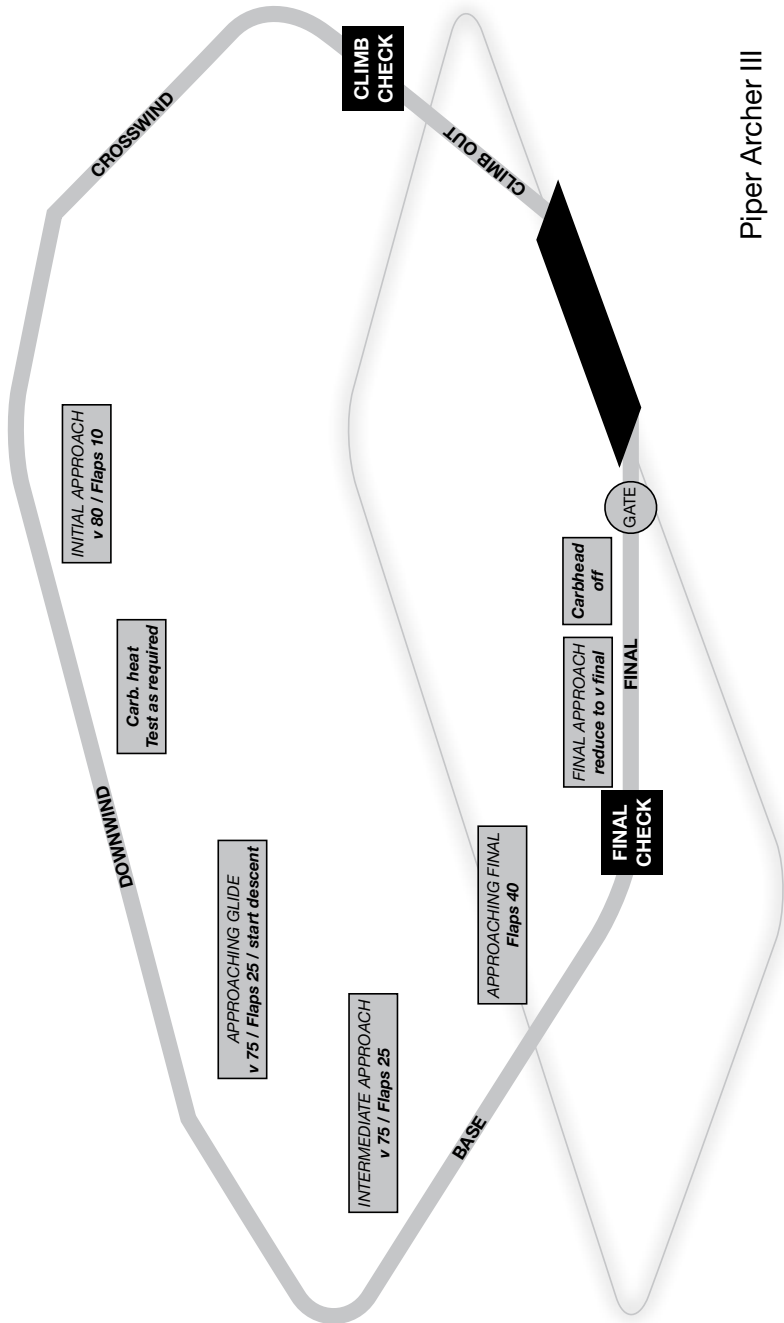 CLIMB
CHECK
CLIMB OUT
CROSSWIND
INITIAL APPROACH
v 80 / Flaps 10
Carb. heat
Test as required
DOWNWIND
APPROACHING GLIDE
v 75 / Flaps 25 / start descent
INTERMEDIATE APPROACH
v 75 / Flaps 25
BASE
APPROACHING FINAL
Flaps 40
FINAL
CHECK
FINAL APPROACH
reduce to v final
FINAL
Carbhead
off
GATE
Piper Archer III